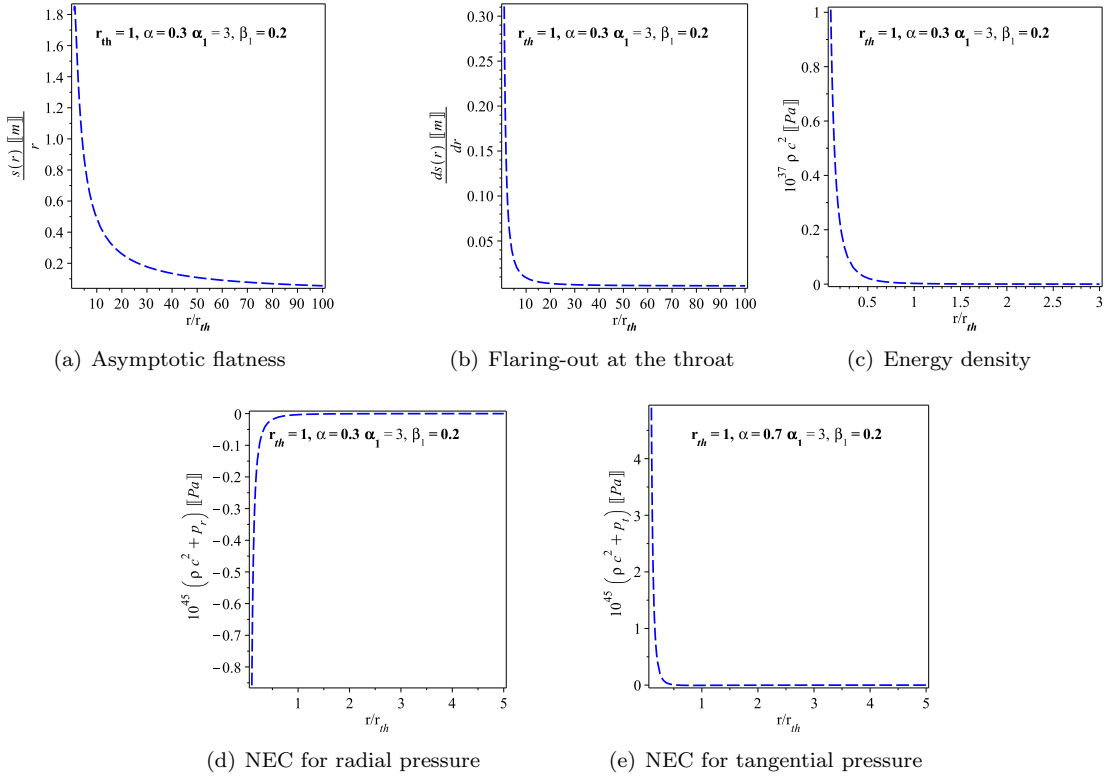 1.8
1.6
1.4
1.2
1.0
0.8
0.6
0.4
0.2
s(r) [[m]]
r
r_th = 1, α = 0.3 α_1 = 3, β_1 = 0.2
10 20 30 40 50 60 70 80 90 100
r/r_th
(a) Asymptotic flatness
0.30
0.25
0.20
0.15
0.10
0.05
ds(r) [[m]]
dr
r_th = 1, α = 0.3 α_1 = 3, β_1 = 0.2
10 20 30 40 50 60 70 80 90 100
r/r_th
(b) Flaring-out at the throat
1
0.8
0.6
0.4
0.2
0
10^37 ρ c^2 [[Pa]]
r_th = 1, α = 0.3 α_1 = 3, β_1 = 0.2
0.5 1 1.5 2 2.5 3
r/r_th
(c) Energy density
0
−0.1
−0.2
−0.3
−0.4
−0.5
−0.6
−0.7
−0.8
10^45 (ρ c^2 + p_r) [[Pa]]
r_th = 1, α = 0.3 α_1 = 3, β_1 = 0.2
1 2 3 4 5
r/r_th
(d) NEC for radial pressure
4
3
2
1
0
10^45 (ρ c^2 + p_t) [[Pa]]
r_th = 1, α = 0.7 α_1 = 3, β_1 = 0.2
1 2 3 4 5
r/r_th
(e) NEC for tangential pressure